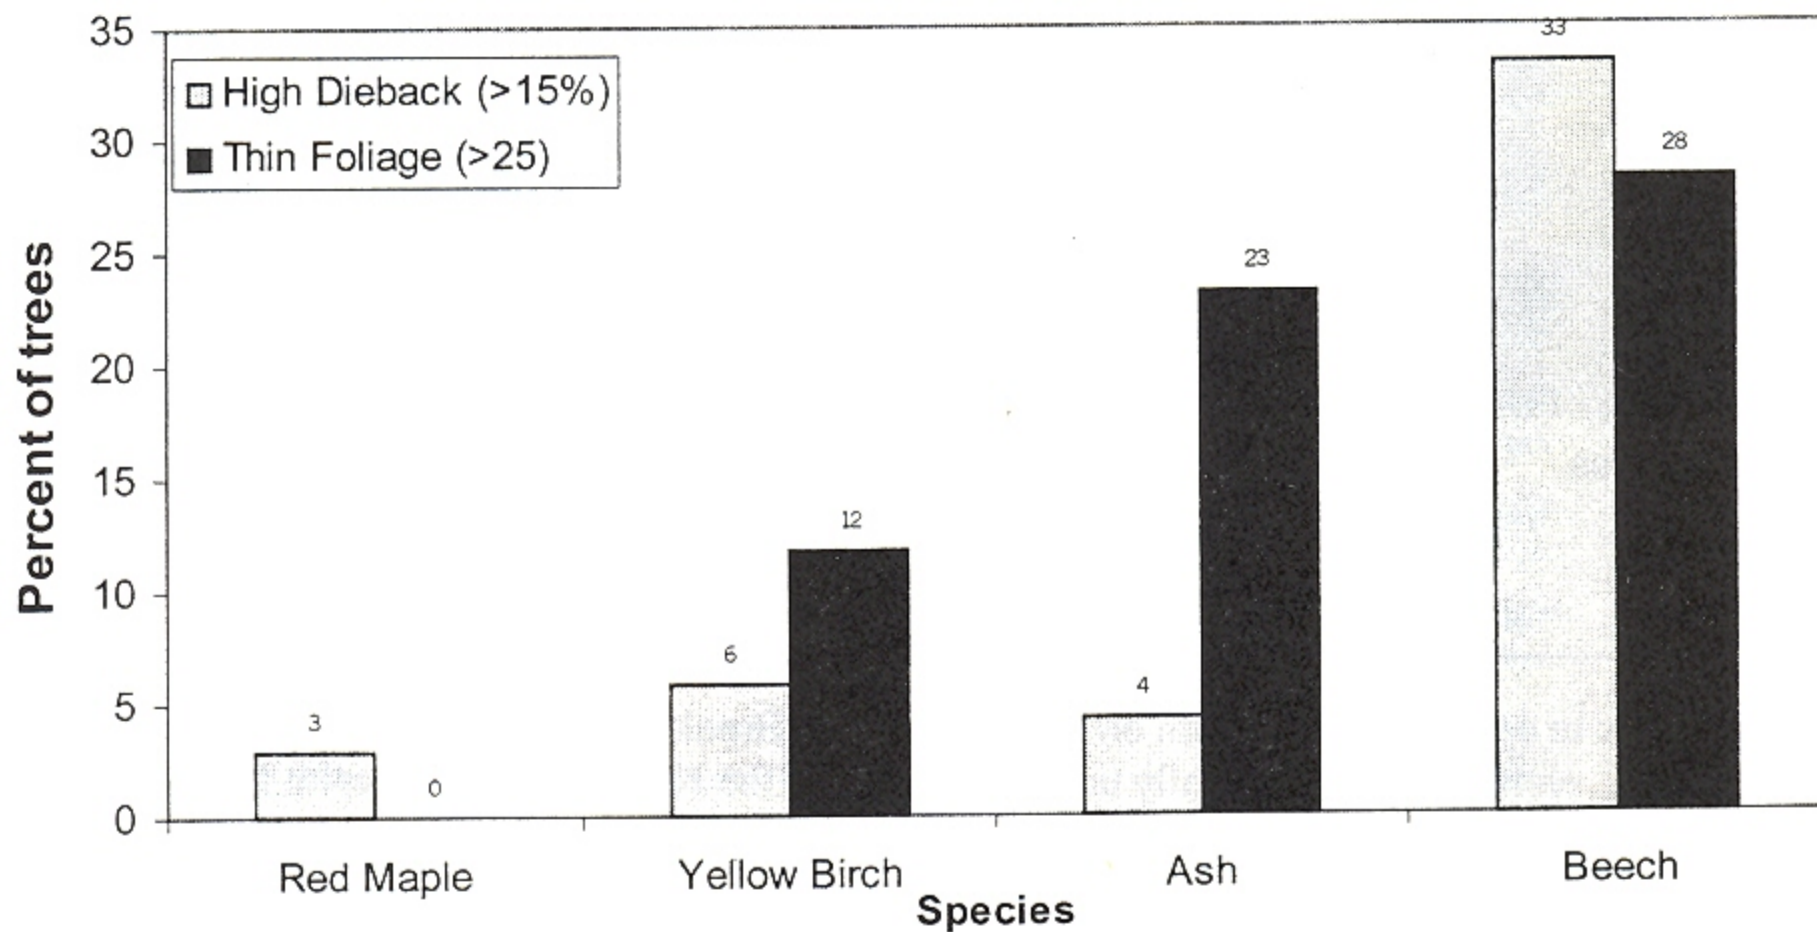 35
30
25
20
15
10
5
0
Percent of trees
High Dieback (>15%)
Thin Foliage (>25)
3
0
6
12
4
23
33
28
Red Maple
Yellow Birch
Ash
Beech
Species